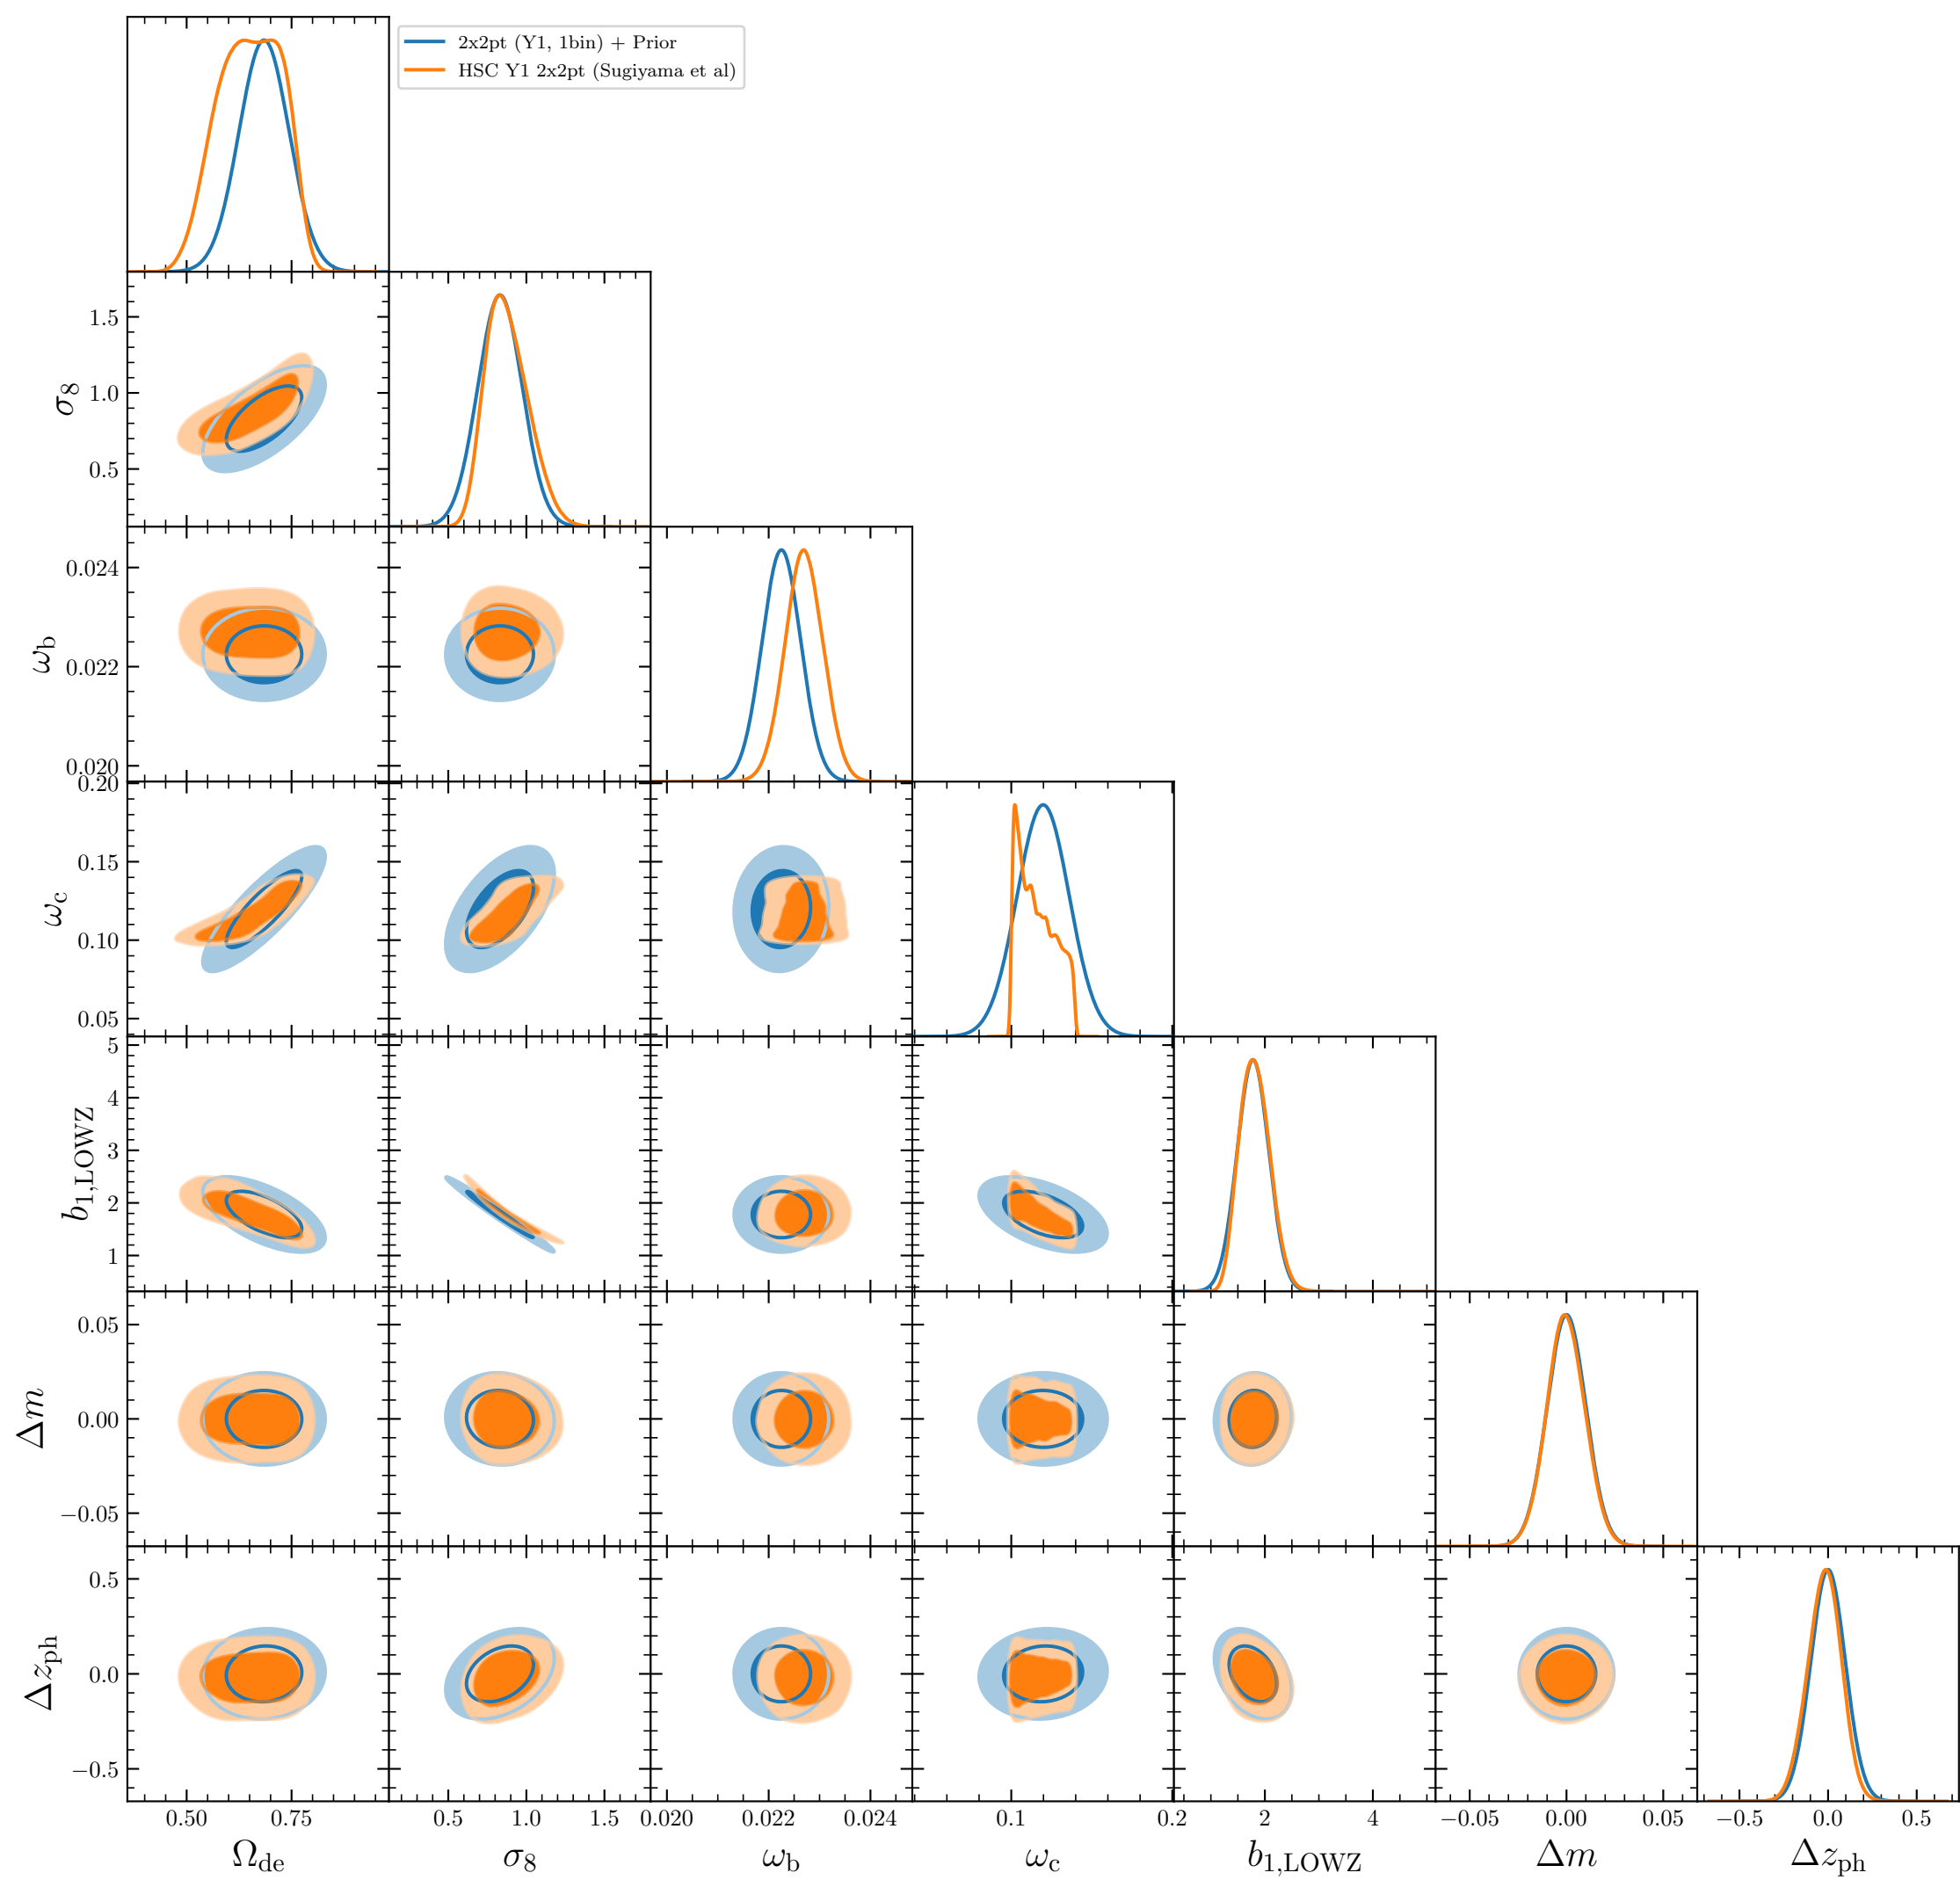 2x2pt (Y1, 1bin) + Prior
HSC Y1 2x2pt (Sugiyama et al)
1.5
1.0
0.5
σ8
0.024
0.022
0.020
ωb
0.20
0.15
0.10
0.05
ωc
5
4
3
2
1
b1,LOWZ
0.05
0.00
−0.05
Δm
0.5
0.0
−0.5
Δzph
0.50 0.75 0.5 1.0 1.5 0.020 0.022 0.024 0.1 0.2 2 4 −0.05 0.00 0.05 −0.5 0.0 0.5
Ωde σ8 ωb ωc b1,LOWZ Δm Δzph